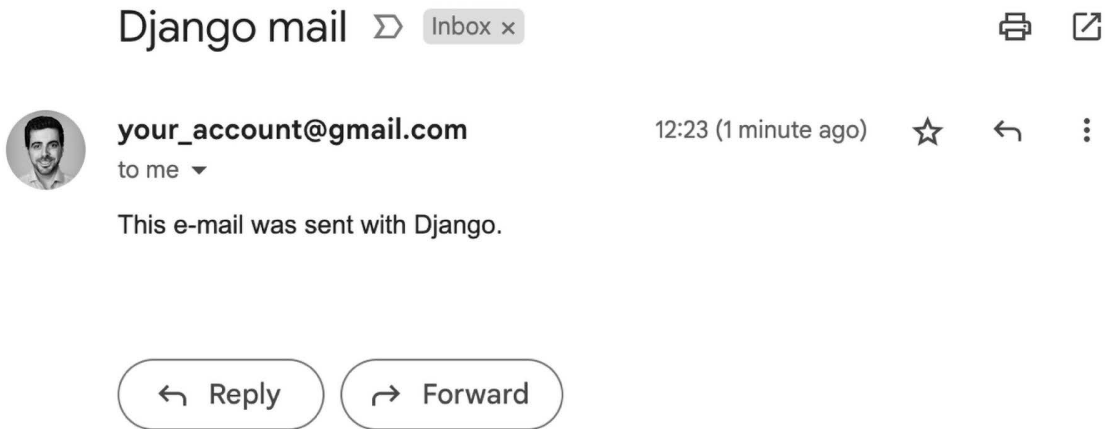 Django mail Inbox ×
your_account@gmail.com 12:23 (1 minute ago)
to me
This e-mail was sent with Django.
Reply Forward